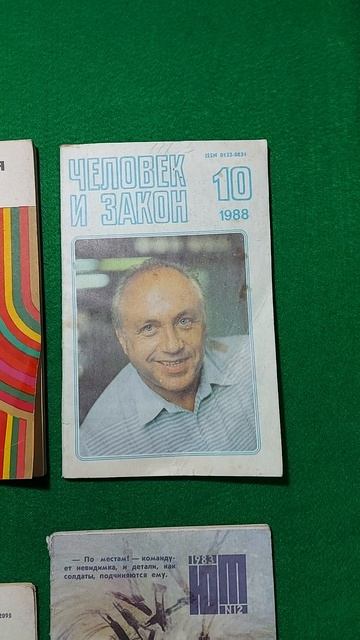 Я
ISSN 0132-0831
ЧЕЛОВЕК
И ЗАКОН
10
1988
— По местам! — команду-
ет невидимка, и детали, как
солдаты, подчиняются ему.
1983
ЮТ
N12